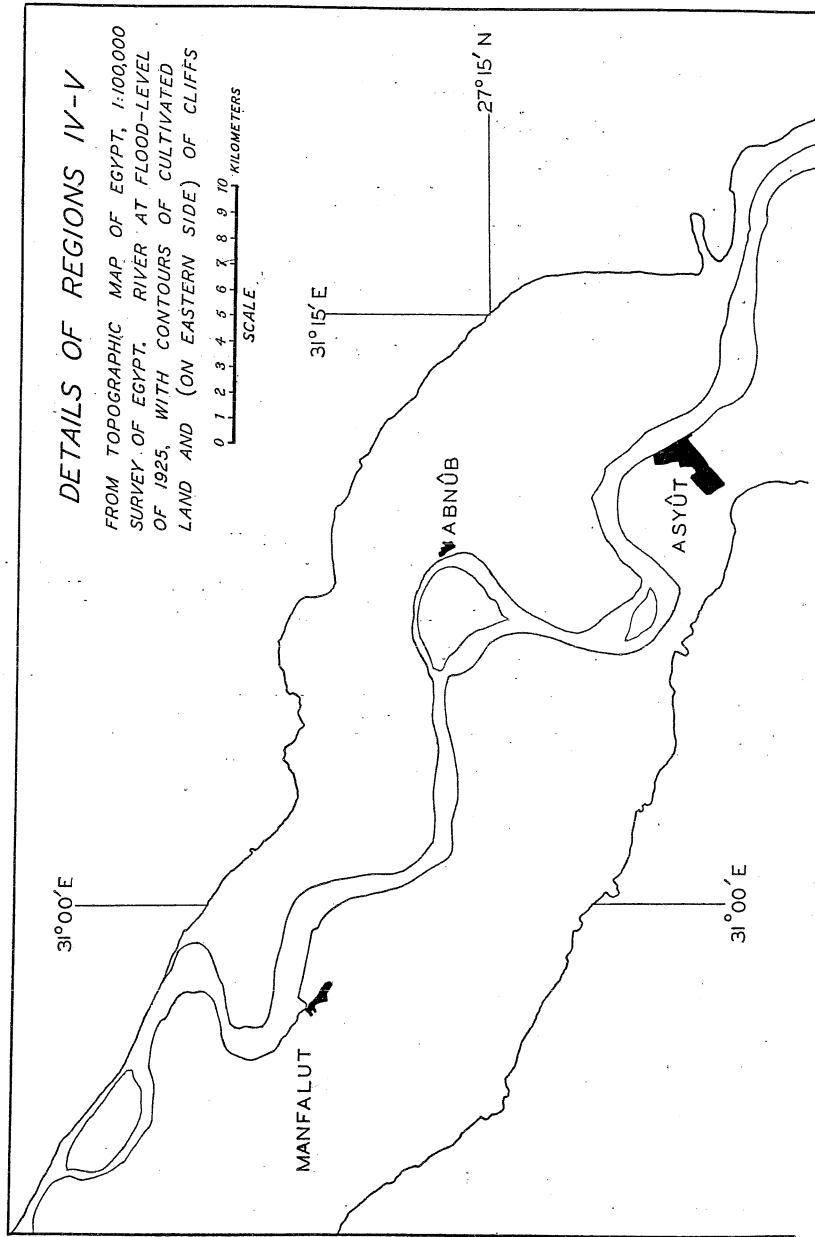 DETAILS OF REGIONS IV-V
FROM TOPOGRAPHIC MAP OF EGYPT, 1:100,000
SURVEY OF EGYPT. RIVER AT FLOOD-LEVEL
OF 1925, WITH CONTOURS OF CULTIVATED
LAND AND (ON EASTERN SIDE) OF CLIFFS
0 1 2 3 4 5 6 7 8 9 10
KILOMETERS
SCALE
31°00′E
31°15′E
27°15′N
MANFALUT
ABNÛB
ASYÛT
31°00′E